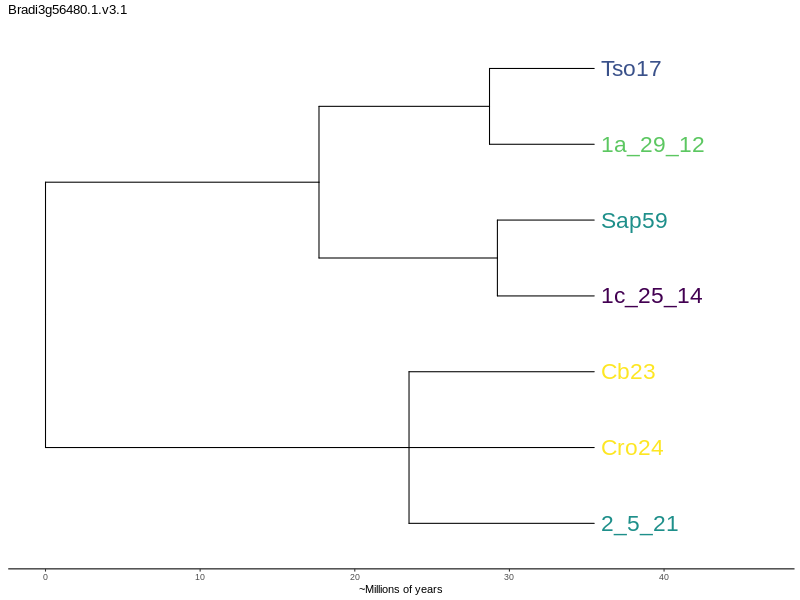 Bradi3g56480.1.v3.1
Tso17
1a_29_12
Sap59
1c_25_14
Cb23
Cro24
2_5_21
0 10 20 30 40
~Millions of years